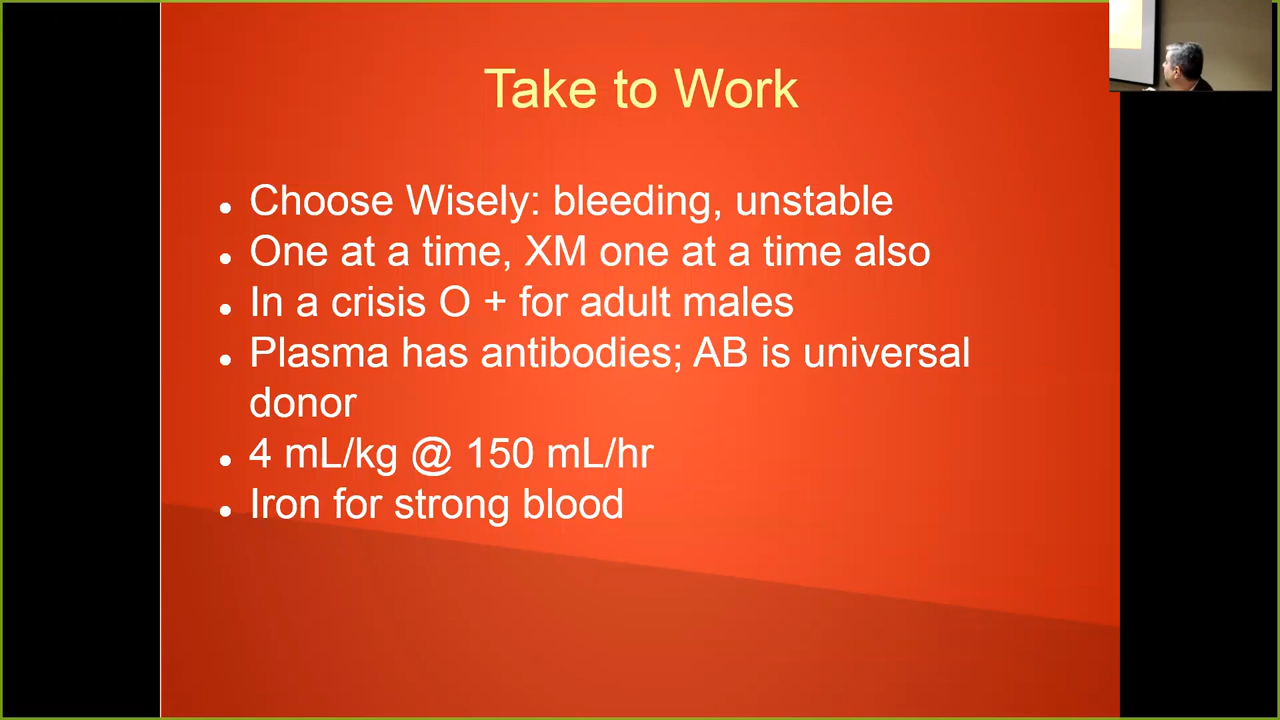 Take to Work
Choose Wisely: bleeding, unstable
One at a time, XM one at a time also
In a crisis O + for adult males
Plasma has antibodies; AB is universal
donor
4 mL/kg @ 150 mL/hr
Iron for strong blood